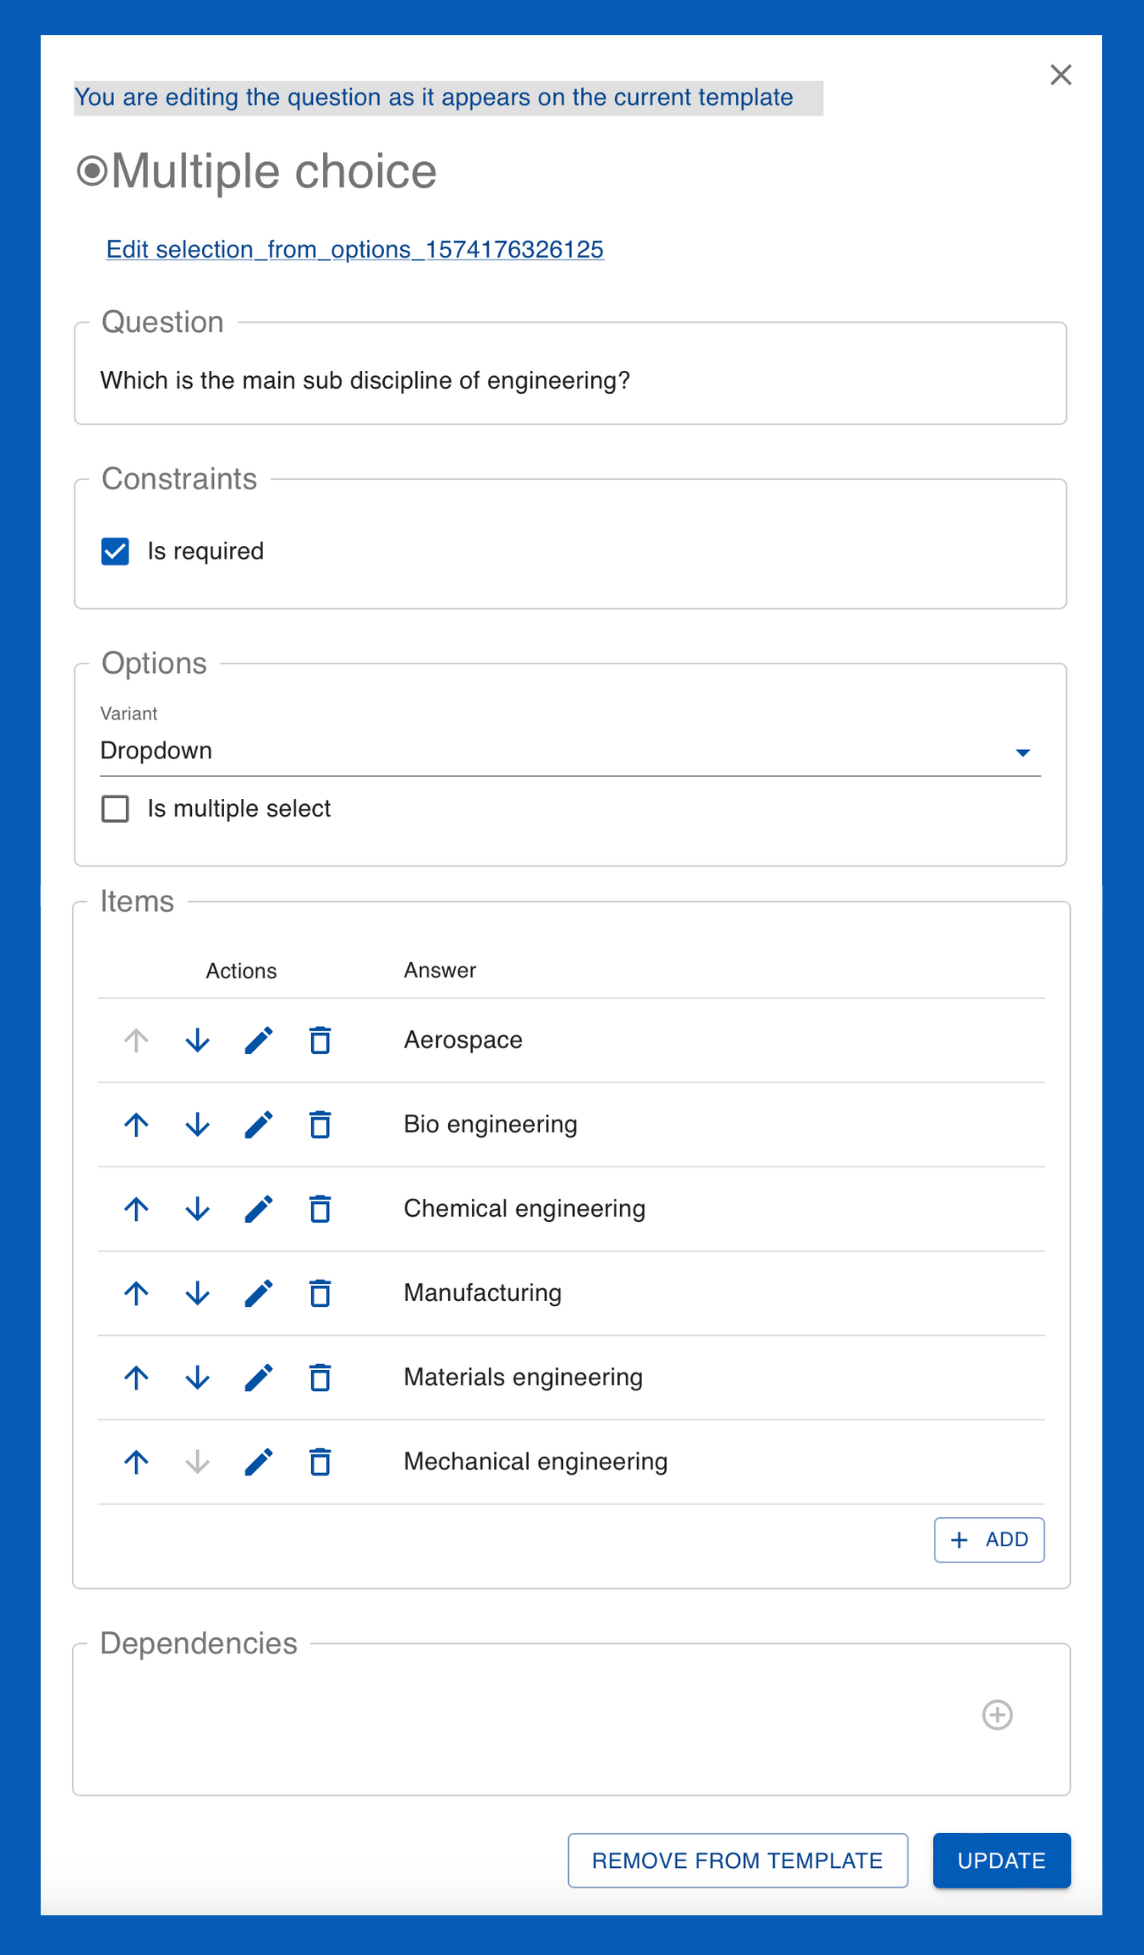 You are editing the question as it appears on the current template
Multiple choice
Edit selection_from_options_1574176326125
Question
Which is the main sub discipline of engineering?
Constraints
Is required
Options
Variant
Dropdown
Is multiple select
Items
Actions Answer
Aerospace
Bio engineering
Chemical engineering
Manufacturing
Materials engineering
Mechanical engineering
+ ADD
Dependencies
REMOVE FROM TEMPLATE UPDATE